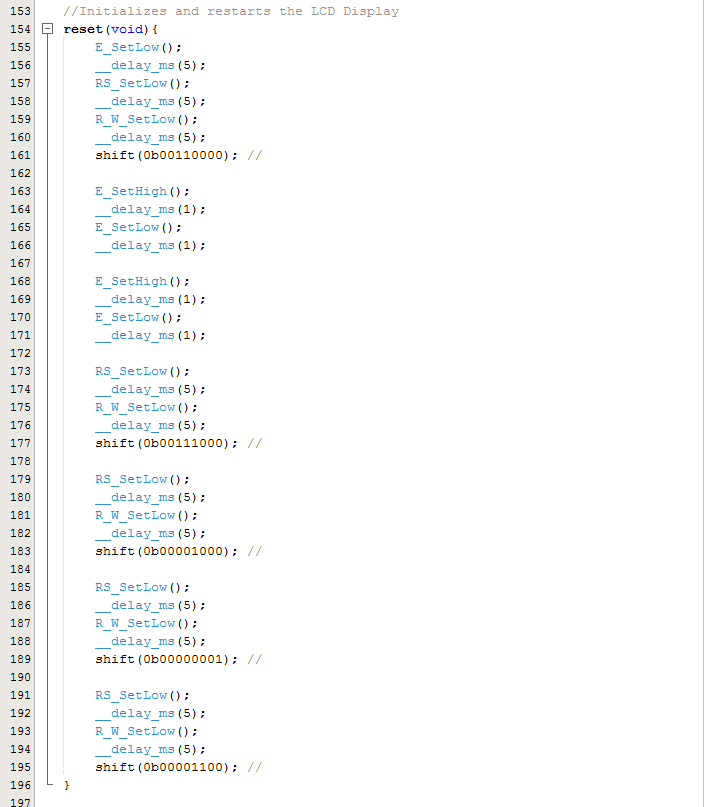 153 //Initializes and restarts the LCD Display
154 reset(void){
155 E_SetLow();
156 __delay_ms(5);
157 RS_SetLow();
158 __delay_ms(5);
159 R_W_SetLow();
160 __delay_ms(5);
161 shift(0b00110000); //
162
163 E_SetHigh();
164 __delay_ms(1);
165 E_SetLow();
166 __delay_ms(1);
167
168 E_SetHigh();
169 __delay_ms(1);
170 E_SetLow();
171 __delay_ms(1);
172
173 RS_SetLow();
174 __delay_ms(5);
175 R_W_SetLow();
176 __delay_ms(5);
177 shift(0b00111000); //
178
179 RS_SetLow();
180 __delay_ms(5);
181 R_W_SetLow();
182 __delay_ms(5);
183 shift(0b00001000); //
184
185 RS_SetLow();
186 __delay_ms(5);
187 R_W_SetLow();
188 __delay_ms(5);
189 shift(0b00000001); //
190
191 RS_SetLow();
192 __delay_ms(5);
193 R_W_SetLow();
194 __delay_ms(5);
195 shift(0b00001100); //
196 }
197